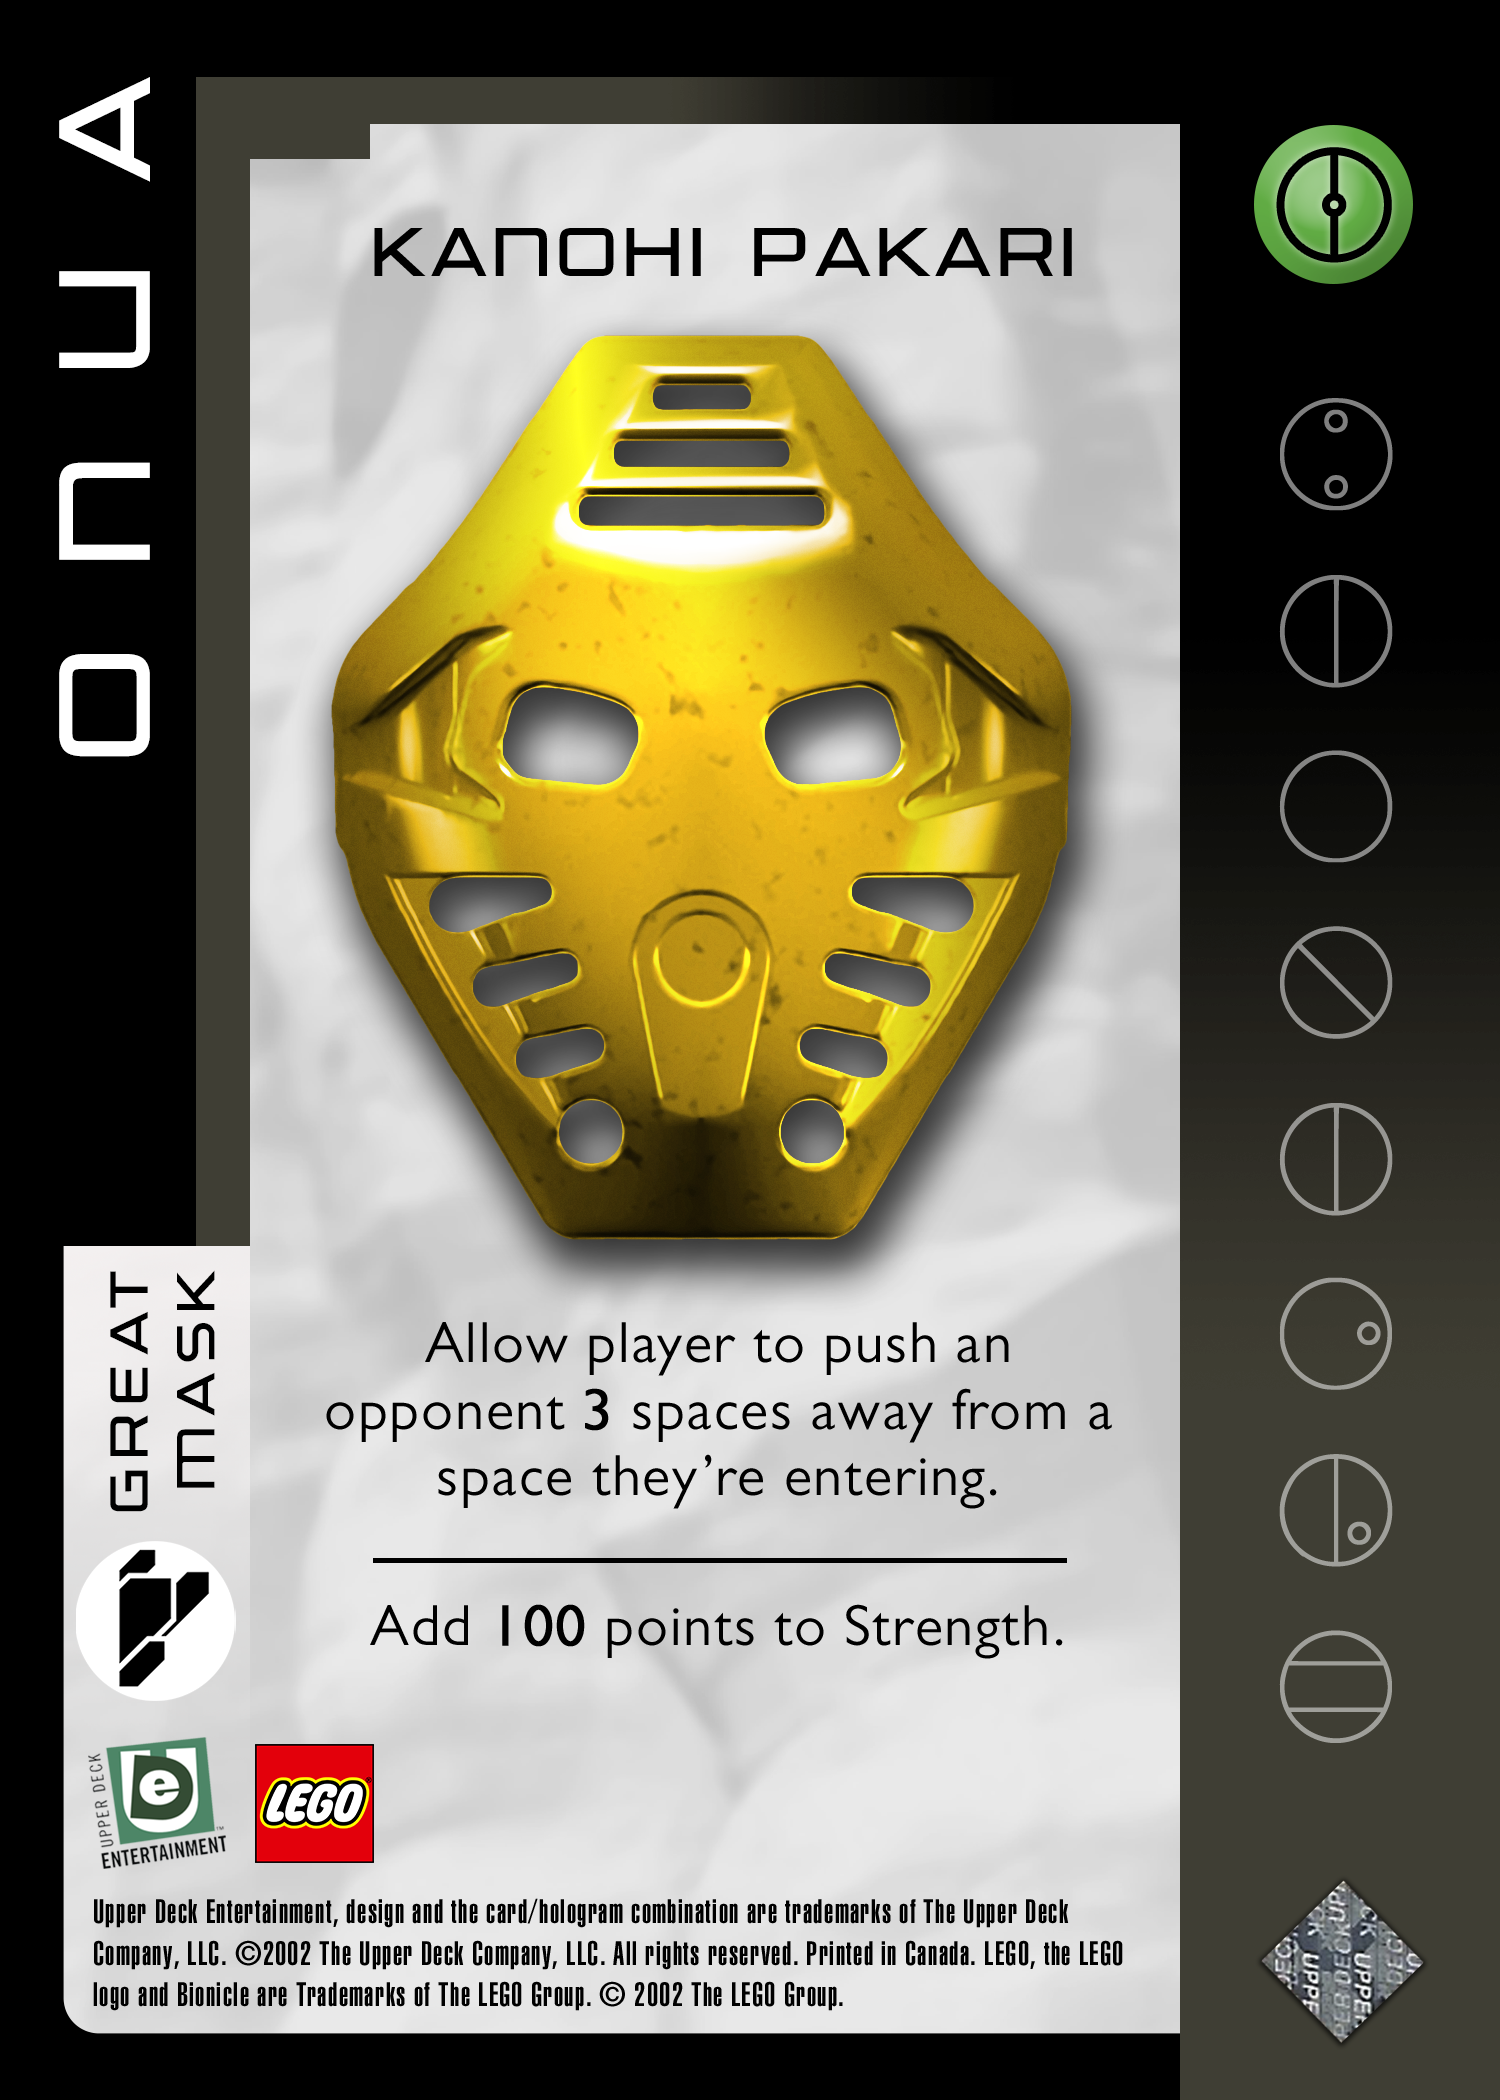 ONUA
KANOHI PAKARI
Allow player to push an
opponent 3 spaces away from a
space they're entering.
Add 100 points to Strength.
GREAT
MASK
UPPER DECK
ENTERTAINMENT™
LEGO
Upper Deck Entertainment, design and the card/hologram combination are trademarks of The Upper Deck
Company, LLC. ©2002 The Upper Deck Company, LLC. All rights reserved. Printed in Canada. LEGO, the LEGO
logo and Bionicle are Trademarks of The LEGO Group. © 2002 The LEGO Group.